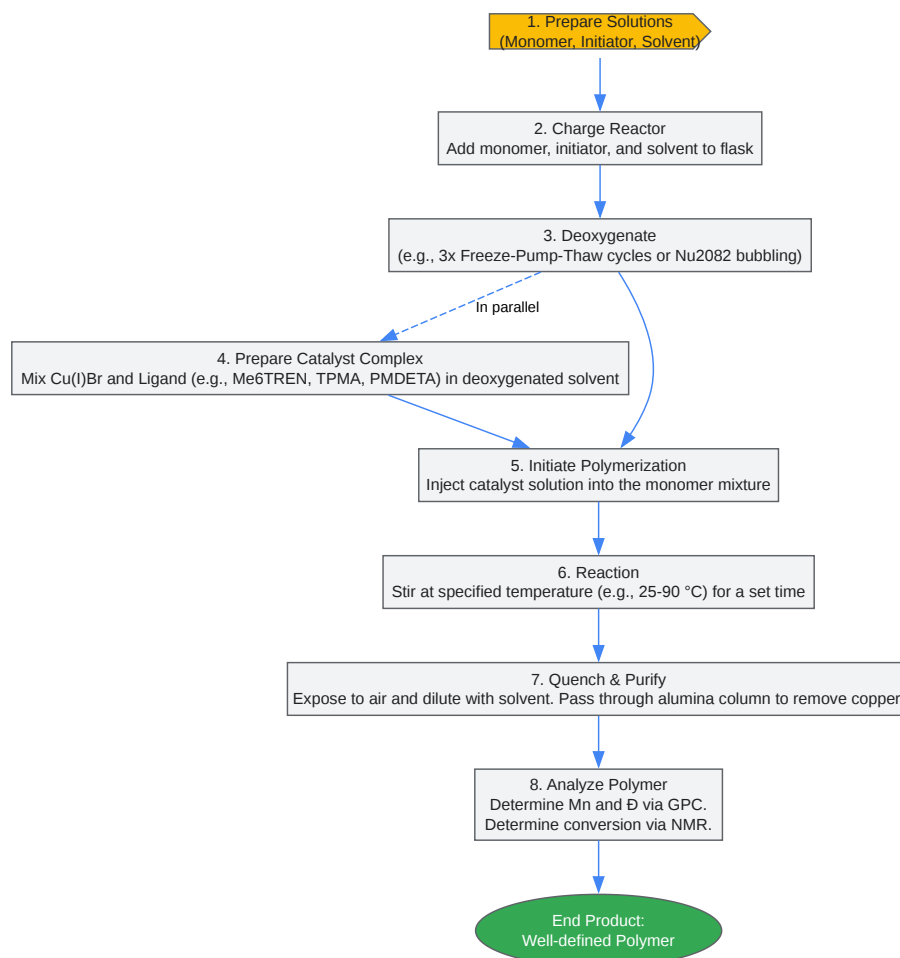 1. Prepare Solutions
(Monomer, Initiator, Solvent)
2. Charge Reactor
Add monomer, initiator, and solvent to flask
3. Deoxygenate
(e.g., 3x Freeze-Pump-Thaw cycles or Nu2082 bubbling)
In parallel
4. Prepare Catalyst Complex
Mix Cu(I)Br and Ligand (e.g., Me6TREN, TPMA, PMDETA) in deoxygenated solvent
5. Initiate Polymerization
Inject catalyst solution into the monomer mixture
6. Reaction
Stir at specified temperature (e.g., 25-90 °C) for a set time
7. Quench & Purify
Expose to air and dilute with solvent. Pass through alumina column to remove copper
8. Analyze Polymer
Determine Mn and Đ via GPC.
Determine conversion via NMR.
End Product:
Well-defined Polymer